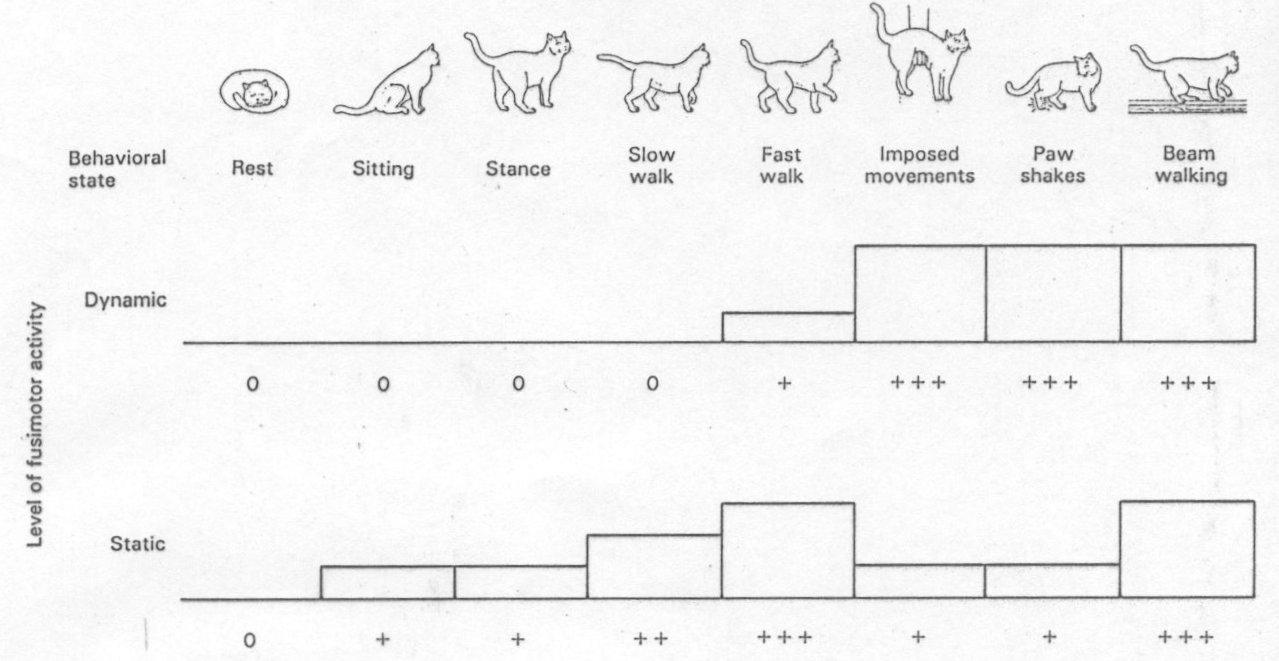 Behavioral
state
Rest
Sitting
Stance
Slow
walk
Fast
walk
Imposed
movements
Paw
shakes
Beam
walking
Level of fusimotor activity
Dynamic
0 0 0 0 + +++ +++ +++
Static
0 + + ++ +++ + + +++